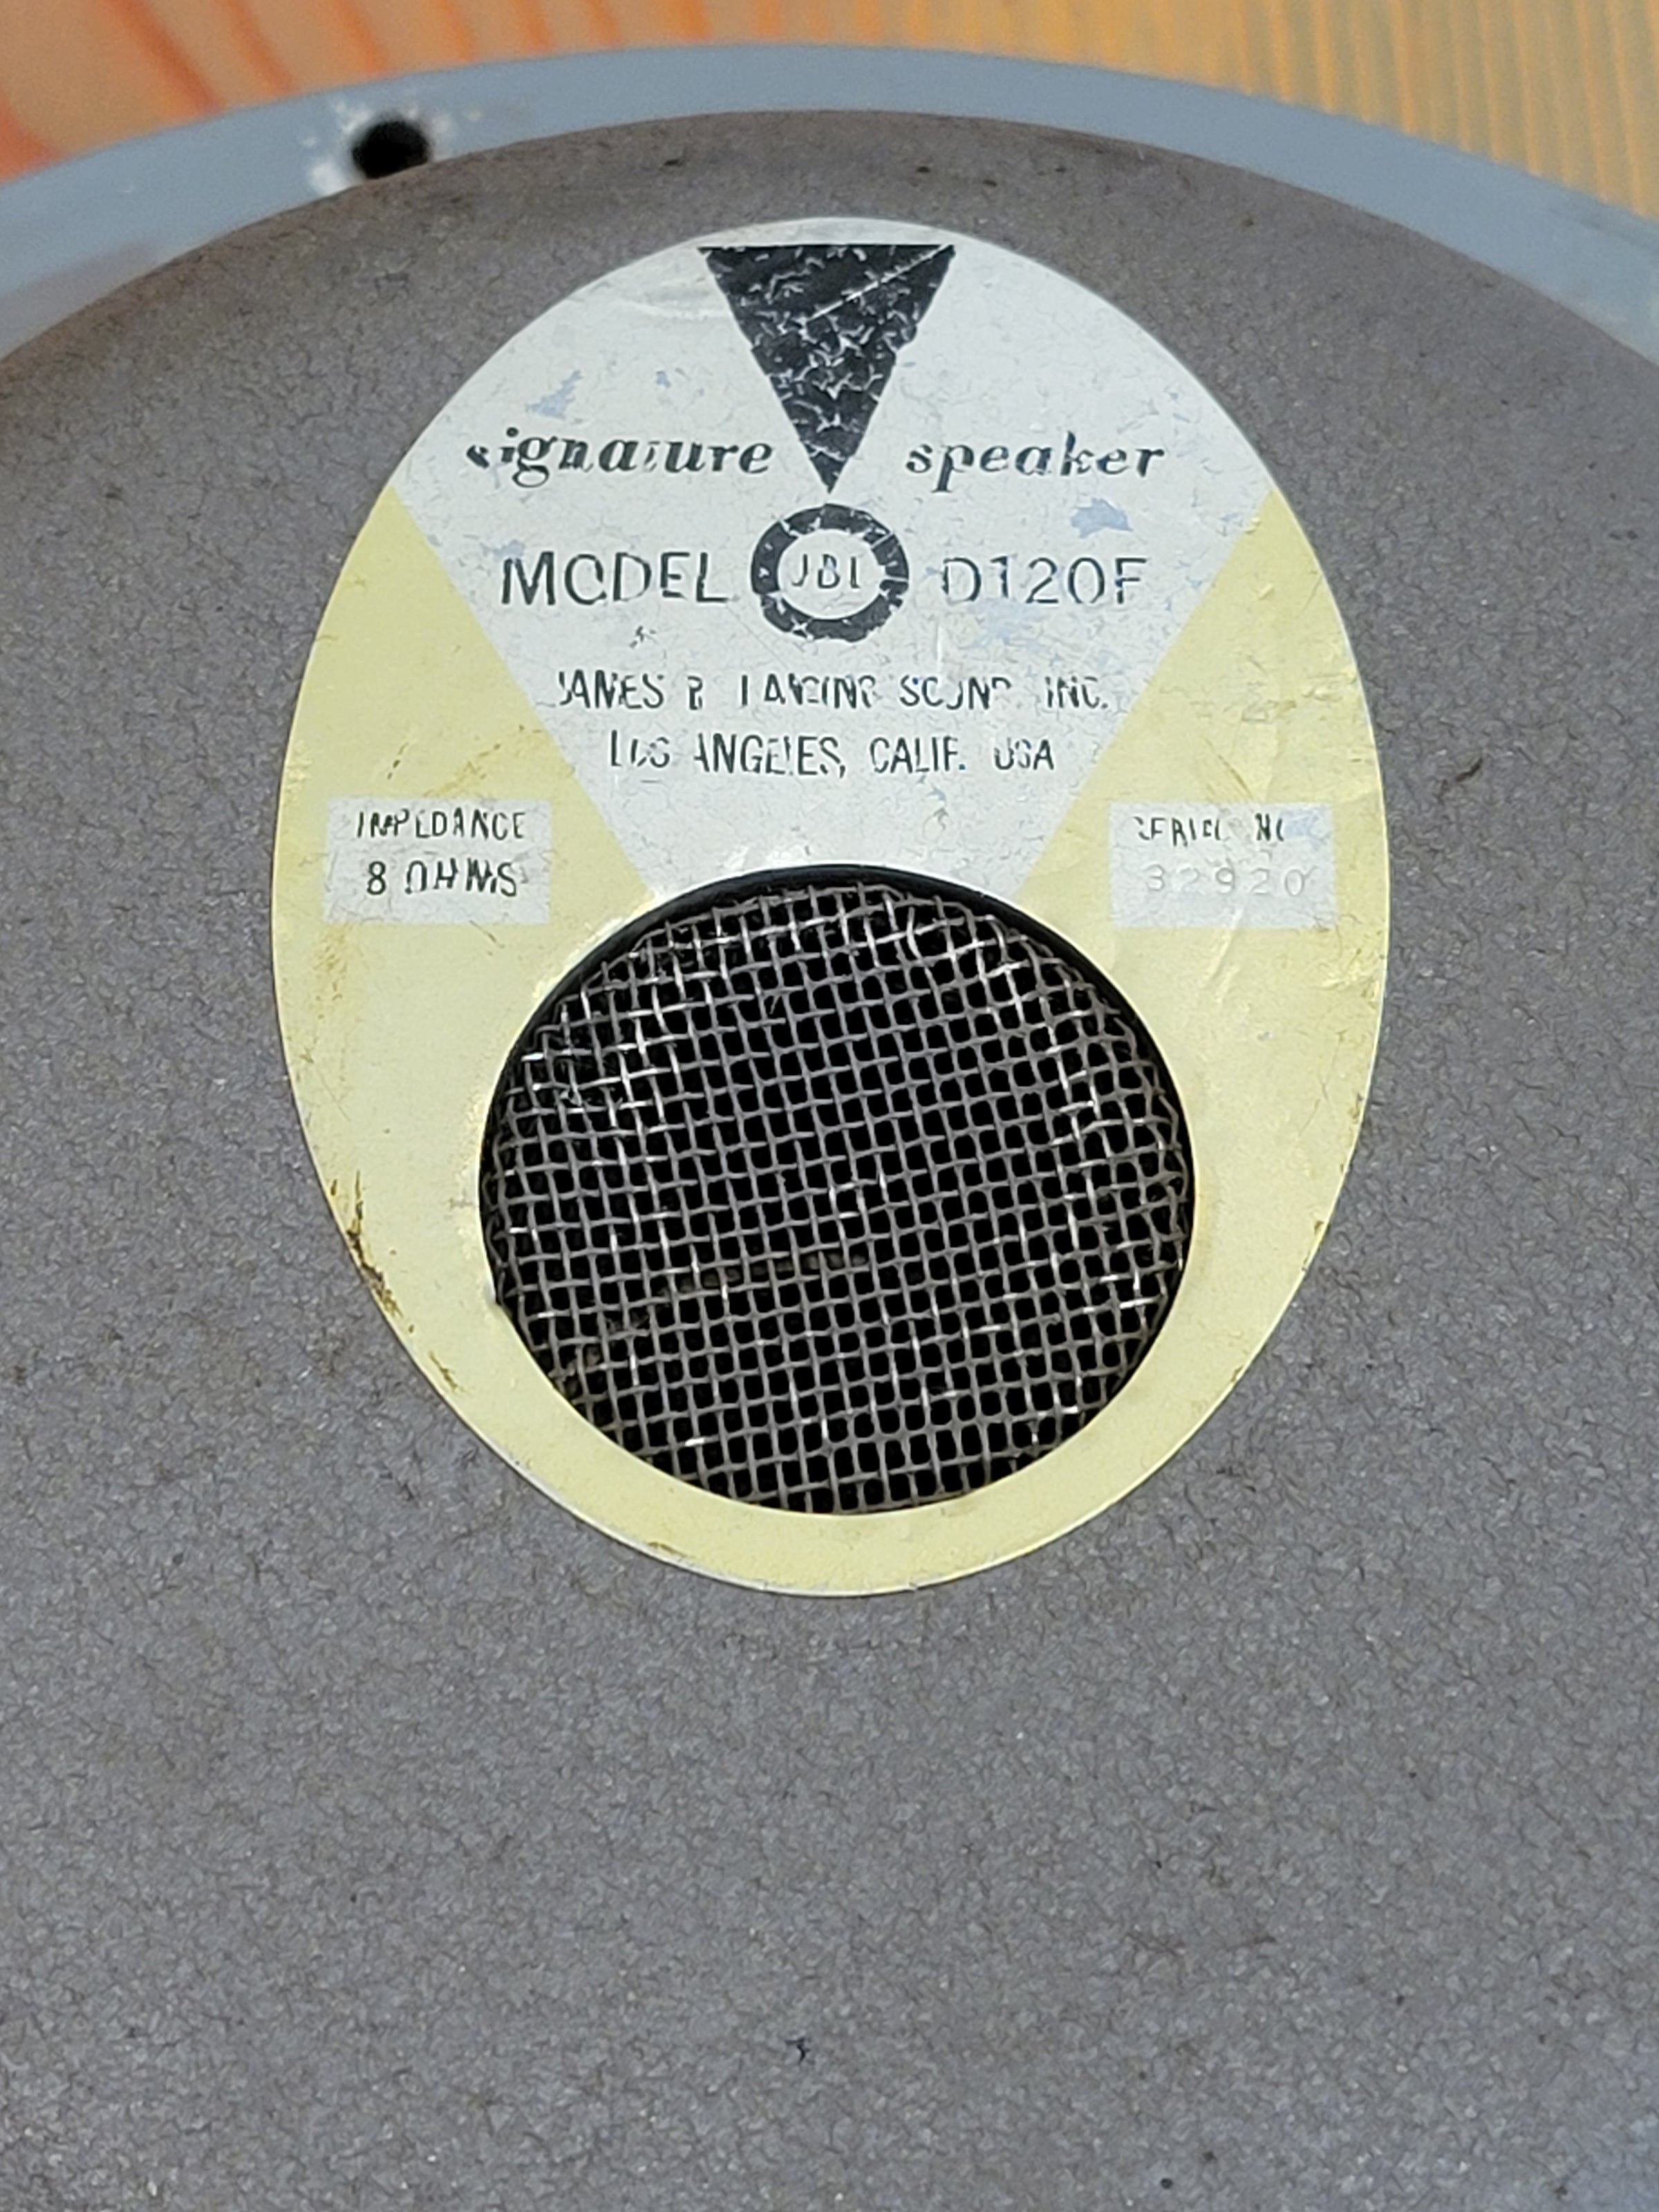 signature speaker
MODEL JBL D120F
JAMES B LANSING SOUND INC.
LOS ANGELES, CALIF. USA
IMPEDANCE
8 OHMS
SERIAL NO
32920